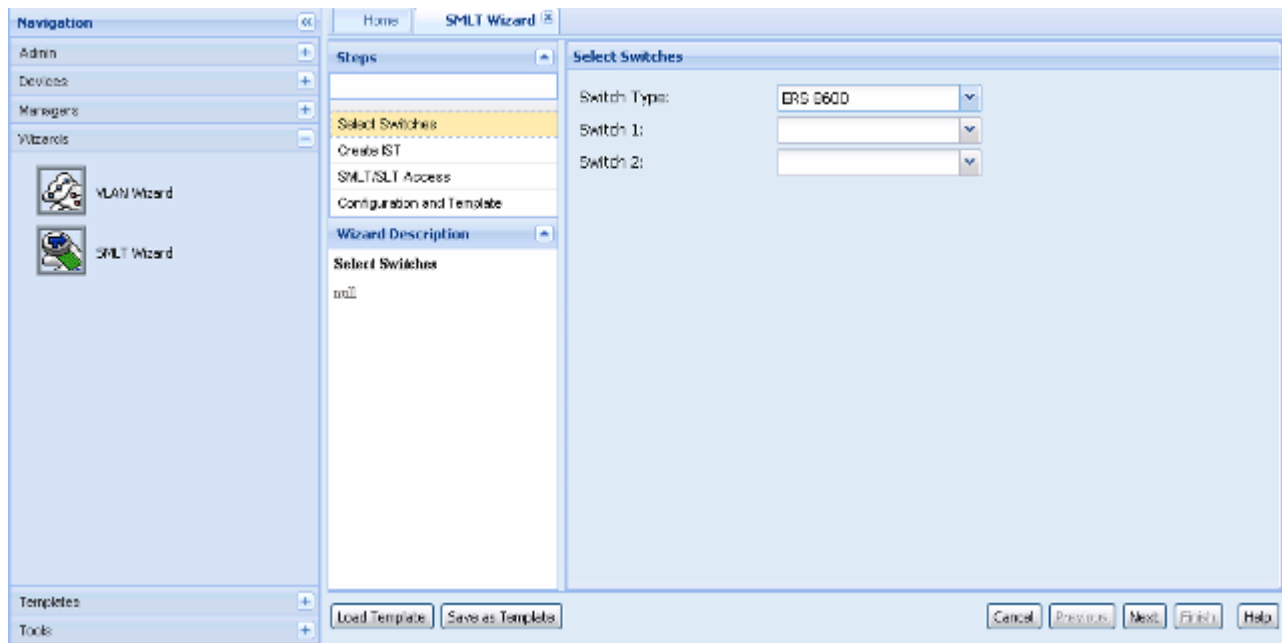 Navigation
Admin
Devices
Managers
Wizards
VLAN Wizard
SMLT Wizard
Templates
Tools
Home
SMLT Wizard
Steps
Select Switches
Create IST
SMLT/SLT Access
Configuration and Template
Wizard Description
Select Switches
null
Select Switches
Switch Type: ERS 8600
Switch 1:
Switch 2:
Load Template Save as Template Cancel Previous Next Finish Help